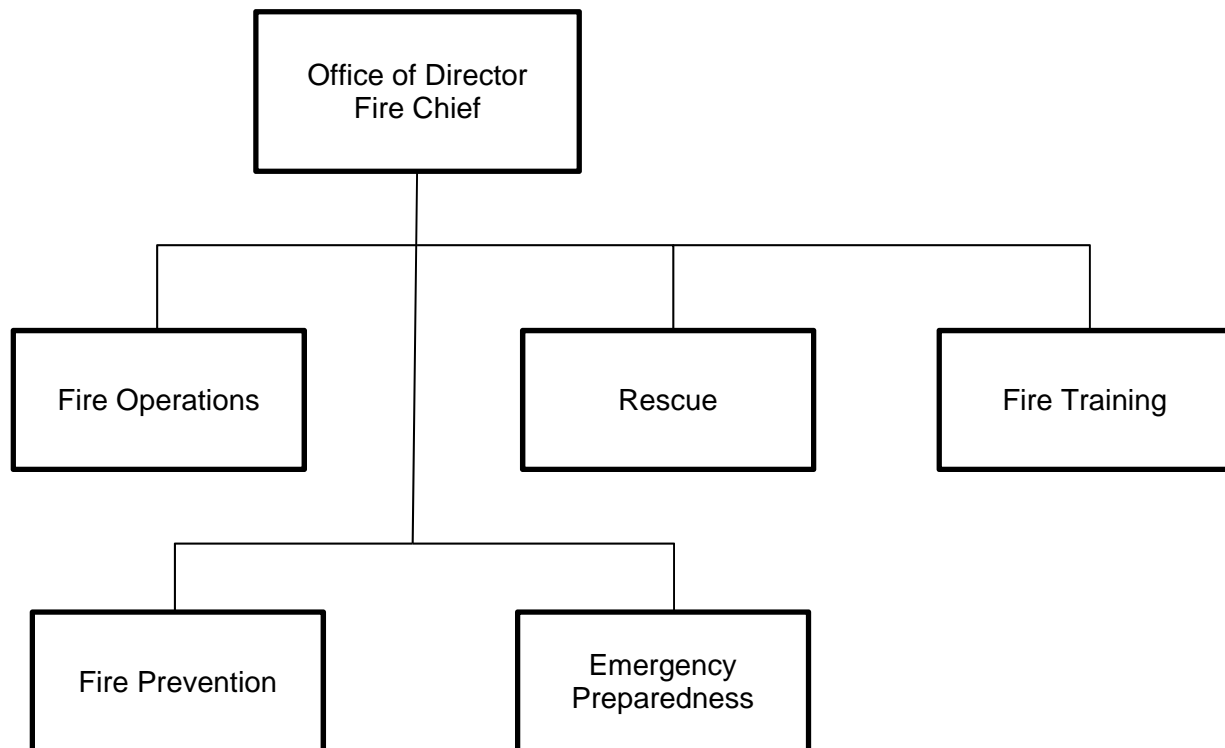 Office of Director
Fire Chief
Fire Operations
Rescue
Fire Training
Fire Prevention
Emergency
Preparedness